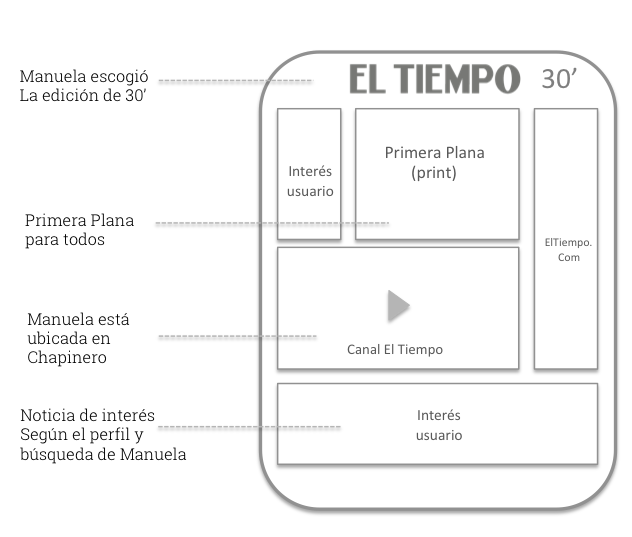 Manuela escogió
La edición de 30’
EL TIEMPO 30’
Interés
usuario
Primera Plana
(print)
ElTiempo.
Com
Primera Plana
para todos
Manuela está
ubicada en
Chapinero
Canal El Tiempo
Noticia de interés
Según el perfil y
búsqueda de Manuela
Interés
usuario